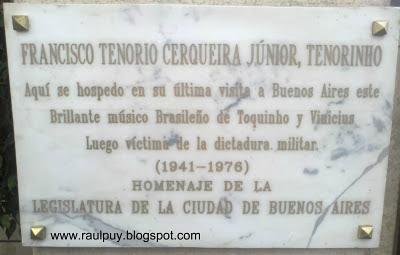 FRANCISCO TENORIO CERQUEIRA JÚNIOR, TENORINHO
Aquí se hospedo en su última visita a Buenos Aires este
Brillante músico Brasileño de Toquinho y Vinicius
Luego víctima de la dictadura militar.
(1941-1976)
HOMENAJE DE LA
LEGISLATURA DE LA CIUDAD DE BUENOS AIRES
www.raulpuy.blogspot.com